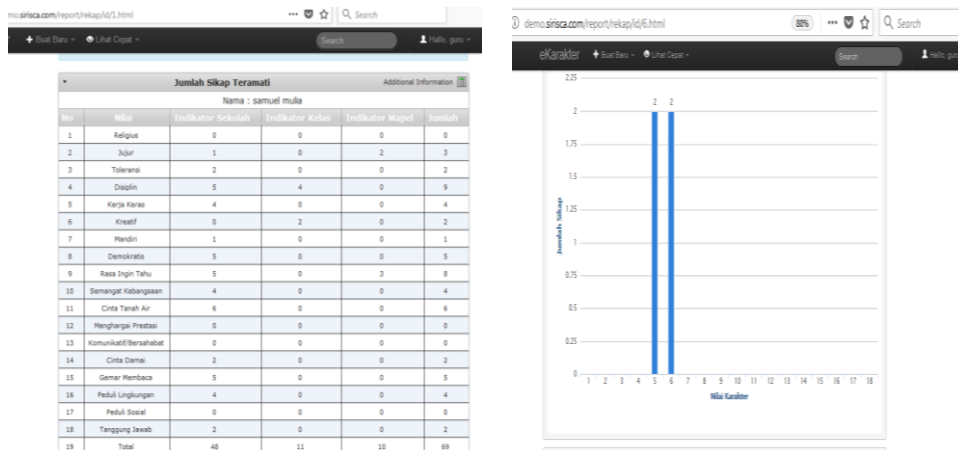 mo.sirisca.com/report/rekap/id/1.html
Search
Buat Baru
Lihat Cepat
Search
Hallo, guru
Jumlah Sikap Teramati
Additional Information
Nama : samuel mulia
No Nilai Indikator Sekolah Indikator Kelas Indikator Mapel Jumlah
1 Religius 0 0 0 0
2 Jujur 1 0 2 3
3 Toleransi 2 0 0 2
4 Disiplin 5 4 0 9
5 Kerja Keras 4 0 0 4
6 Kreatif 0 2 0 2
7 Mandiri 1 0 0 1
8 Demokratis 5 0 0 5
9 Rasa Ingin Tahu 5 0 3 8
10 Semangat Kebangsaan 4 0 0 4
11 Cinta Tanah Air 6 0 0 6
12 Menghargai Prestasi 0 0 0 0
13 Komunikatif/Bersahabat 0 0 0 0
14 Cinta Damai 2 0 0 2
15 Gemar Membaca 5 0 0 5
16 Peduli Lingkungan 4 0 0 4
17 Peduli Sosial 0 0 0 0
18 Tanggung Jawab 2 0 0 2
19 Total 48 11 10 69
demo.sirisca.com/report/rekap/id/6.html
80%
Search
eKarakter
Buat Baru
Lihat Cepat
Search
Hallo, guru
2.25
2
1.75
1.5
1.25
1
0.75
0.5
0.25
0
Jumlah Sikap
2 2
1 2 3 4 5 6 7 8 9 10 11 12 13 14 15 16 17 18
Nilai Karakter